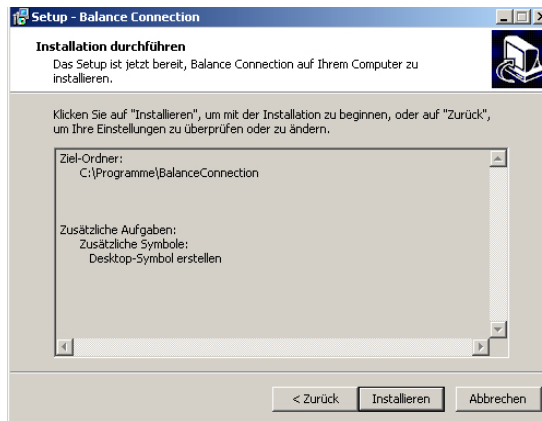 Setup - Balance Connection
Installation durchführen
Das Setup ist jetzt bereit, Balance Connection auf Ihrem Computer zu
installieren.
Klicken Sie auf "Installieren", um mit der Installation zu beginnen, oder auf "Zurück",
um Ihre Einstellungen zu überprüfen oder zu ändern.
Ziel-Ordner:
C:\Programme\BalanceConnection
Zusätzliche Aufgaben:
Zusätzliche Symbole:
Desktop-Symbol erstellen
< Zurück
Installieren
Abbrechen